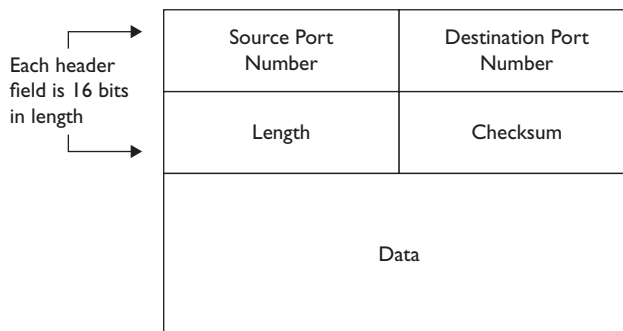 Each header
field is 16 bits
in length
Source Port
Number
Destination Port
Number
Length
Checksum
Data